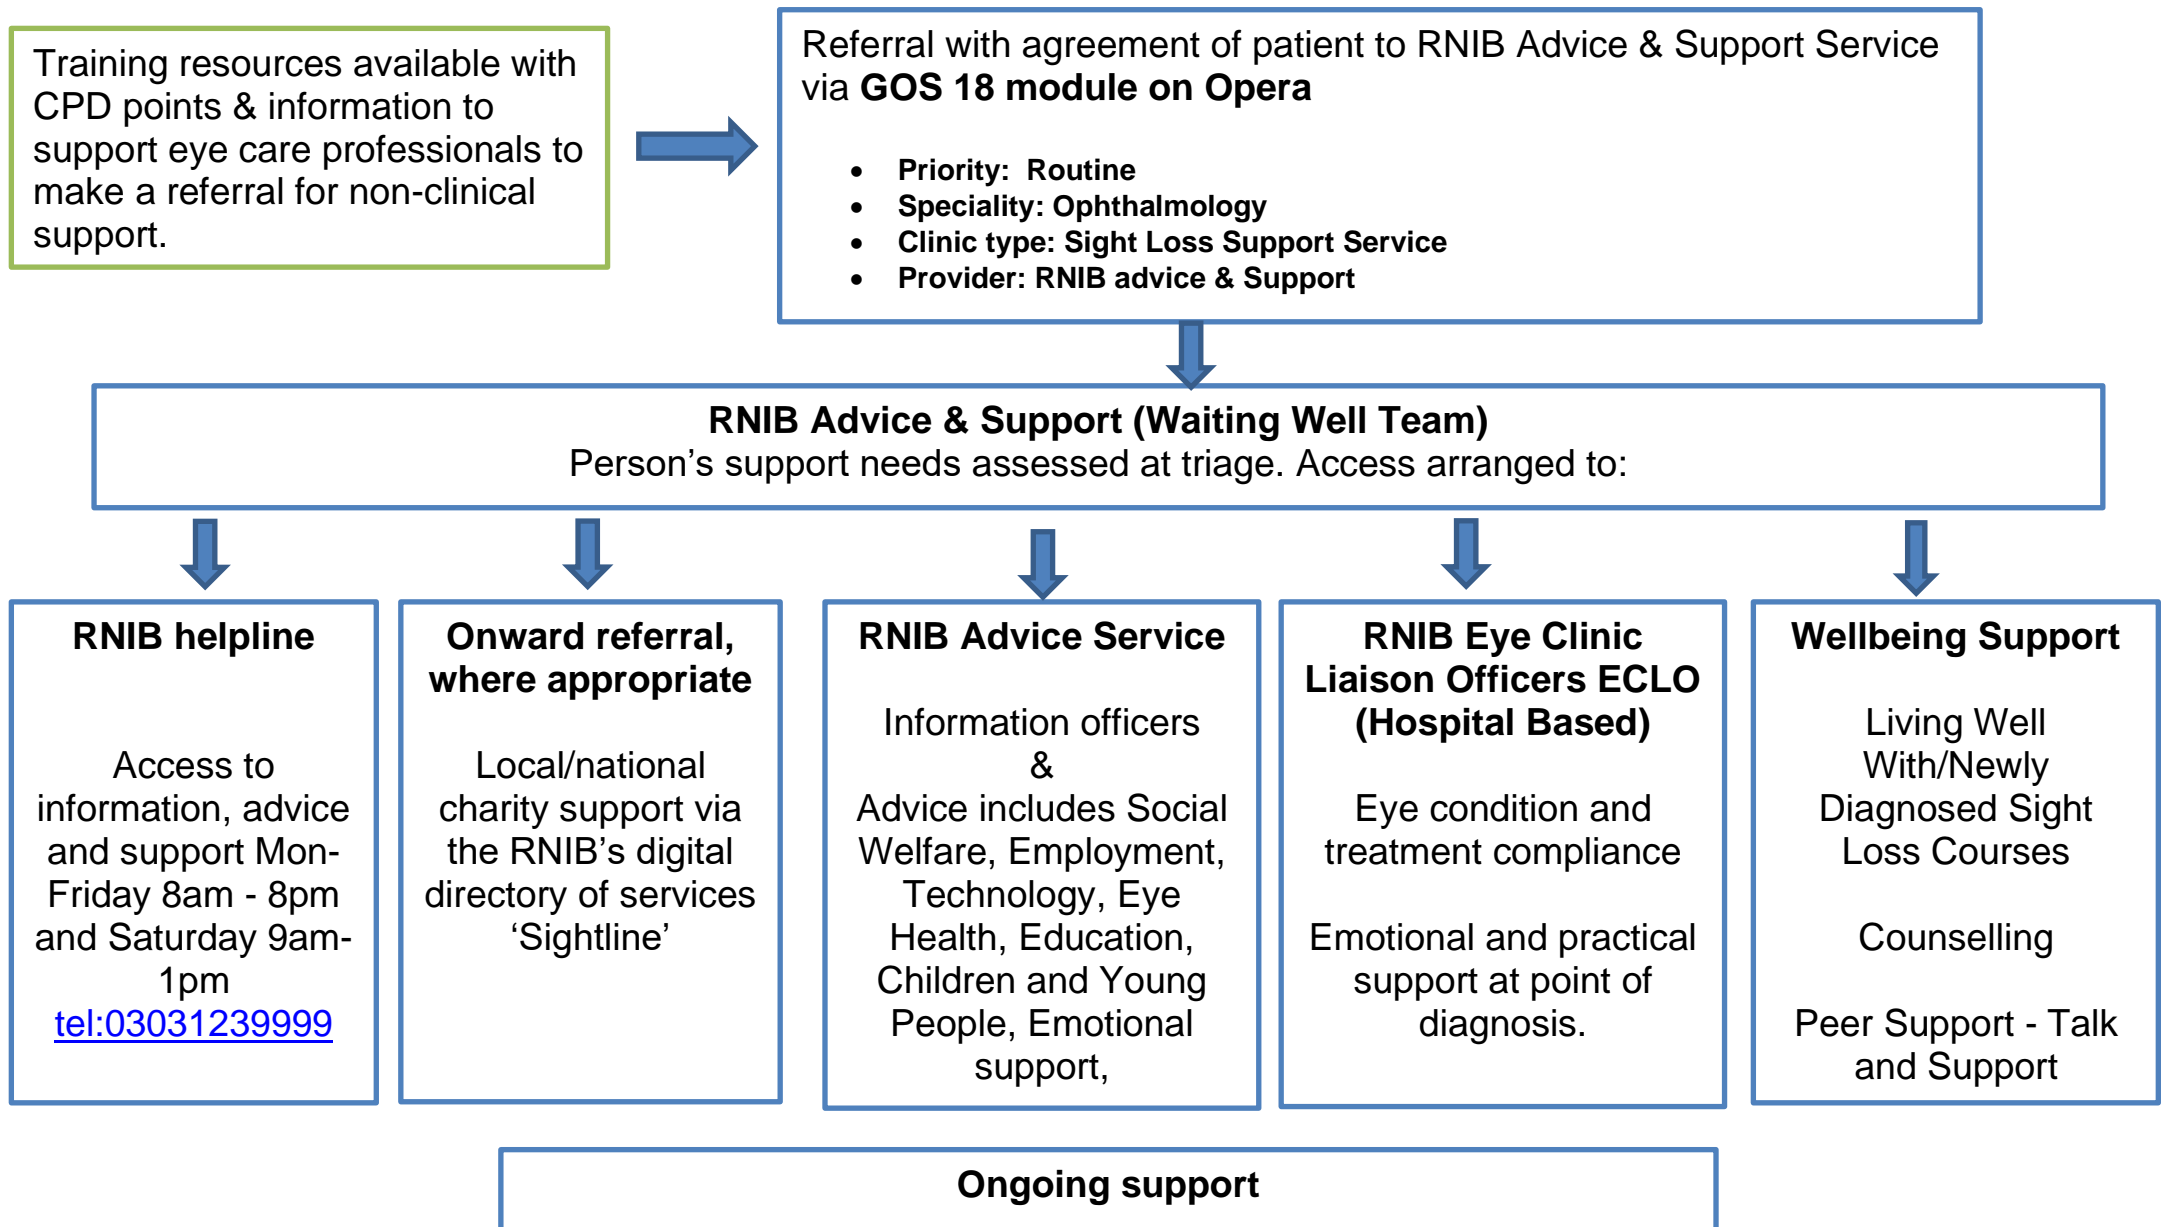 Training resources available with
CPD points & information to
support eye care professionals to
make a referral for non-clinical
support.
Referral with agreement of patient to RNIB Advice & Support Service
via GOS 18 module on Opera
• Priority:  Routine
• Speciality: Ophthalmology
• Clinic type: Sight Loss Support Service
• Provider: RNIB advice & Support
RNIB Advice & Support (Waiting Well Team)
Person’s support needs assessed at triage. Access arranged to:
RNIB helpline
Access to
information, advice
and support Mon-
Friday 8am - 8pm
and Saturday 9am-
1pm
tel:03031239999
Onward referral,
where appropriate
Local/national
charity support via
the RNIB’s digital
directory of services
‘Sightline’
RNIB Advice Service
Information officers
&
Advice includes Social
Welfare, Employment,
Technology, Eye
Health, Education,
Children and Young
People, Emotional
support,
RNIB Eye Clinic
Liaison Officers ECLO
(Hospital Based)
Eye condition and
treatment compliance
Emotional and practical
support at point of
diagnosis.
Wellbeing Support
Living Well
With/Newly
Diagnosed Sight
Loss Courses
Counselling
Peer Support - Talk
and Support
Ongoing support